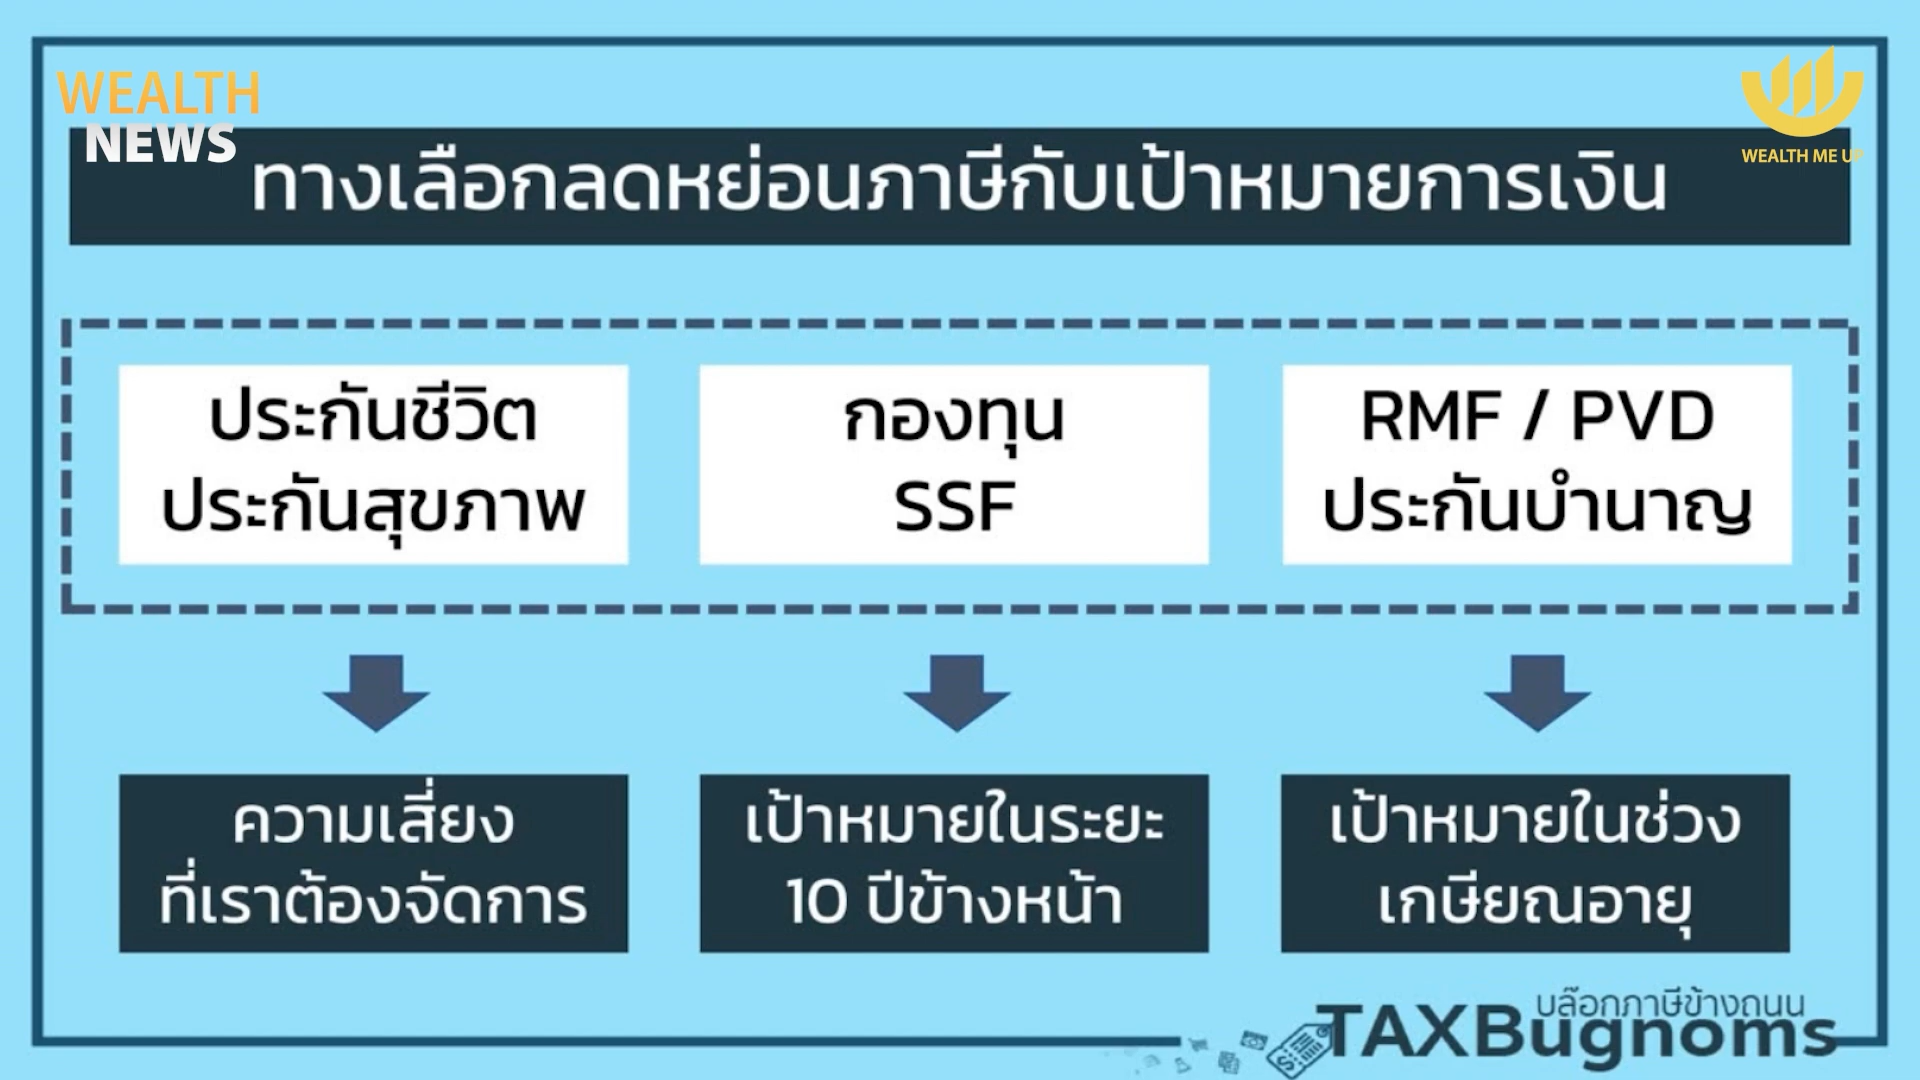 WEALTH
NEWS
WEALTH ME UP
ทางเลือกลดหย่อนภาษีกับเป้าหมายการเงิน
ประกันชีวิต
ประกันสุขภาพ
กองทุน
SSF
RMF / PVD
ประกันบำนาญ
ความเสี่ยง
ที่เราต้องจัดการ
เป้าหมายในระยะ
10 ปีข้างหน้า
เป้าหมายในช่วง
เกษียณอายุ
บล๊อกภาษีข้างถนน
TAXBugnoms